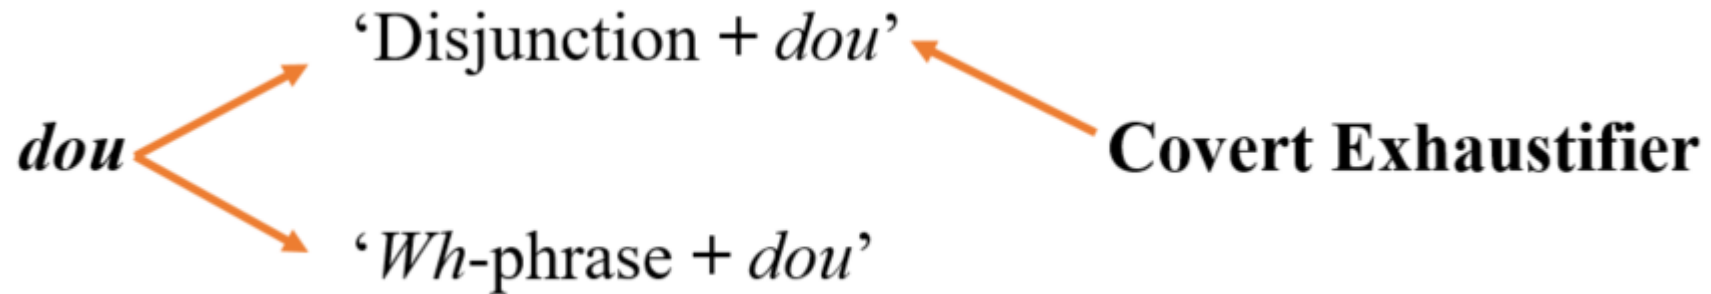 ‘Disjunction + dou’
dou
Covert Exhaustifier
‘Wh-phrase + dou’